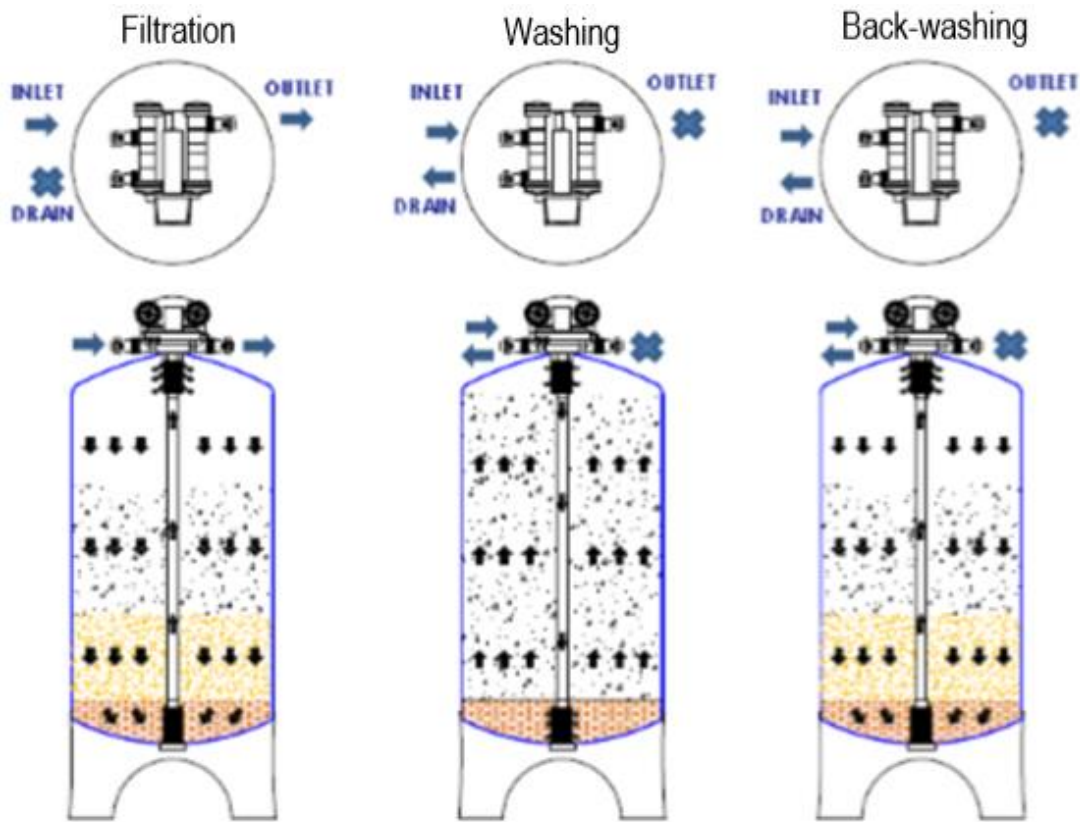 Filtration
Washing
Back-washing
INLET
OUTLET
DRAIN
INLET
OUTLET
DRAIN
INLET
OUTLET
DRAIN